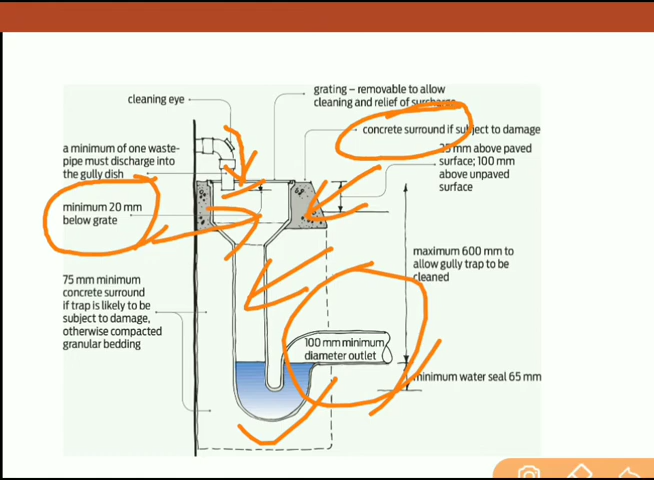 cleaning eye
grating – removable to allow
cleaning and relief of surcharge
concrete surround if subject to damage
25 mm above paved
surface; 100 mm
above unpaved
surface
a minimum of one waste-
pipe must discharge into
the gully dish
minimum 20 mm
below grate
maximum 600 mm to
allow gully trap to be
cleaned
75 mm minimum
concrete surround
if trap is likely to be
subject to damage,
otherwise compacted
granular bedding
100 mm minimum
diameter outlet
minimum water seal 65 mm